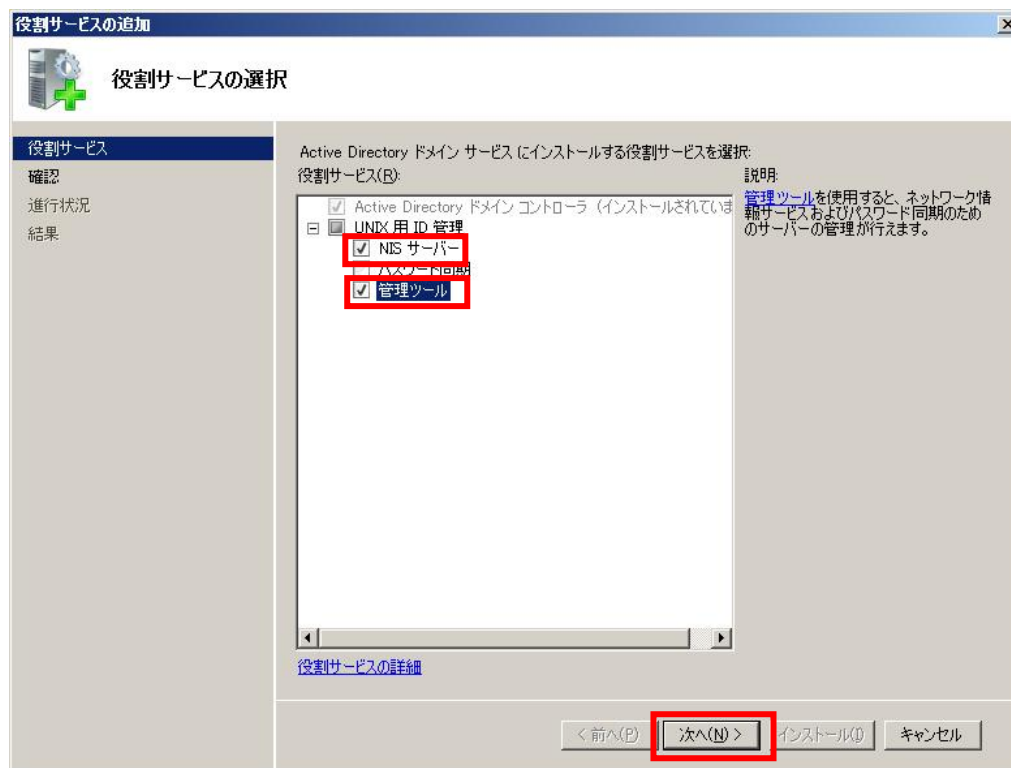 役割サービスの追加
役割サービスの選択
役割サービス
確認
進行状況
結果
Active Directory ドメイン サービス にインストールする役割サービスを選択:
役割サービス(R):
Active Directory ドメイン コントローラ (インストールされていま
UNIX 用 ID 管理
NIS サーバー
パスワード同期
管理ツール
役割サービスの詳細
説明:
管理ツールを使用すると、ネットワーク情
報サービスおよびパスワード同期のため
のサーバーの管理が行えます。
< 前へ(P)
次へ(N) >
インストール(I)
キャンセル